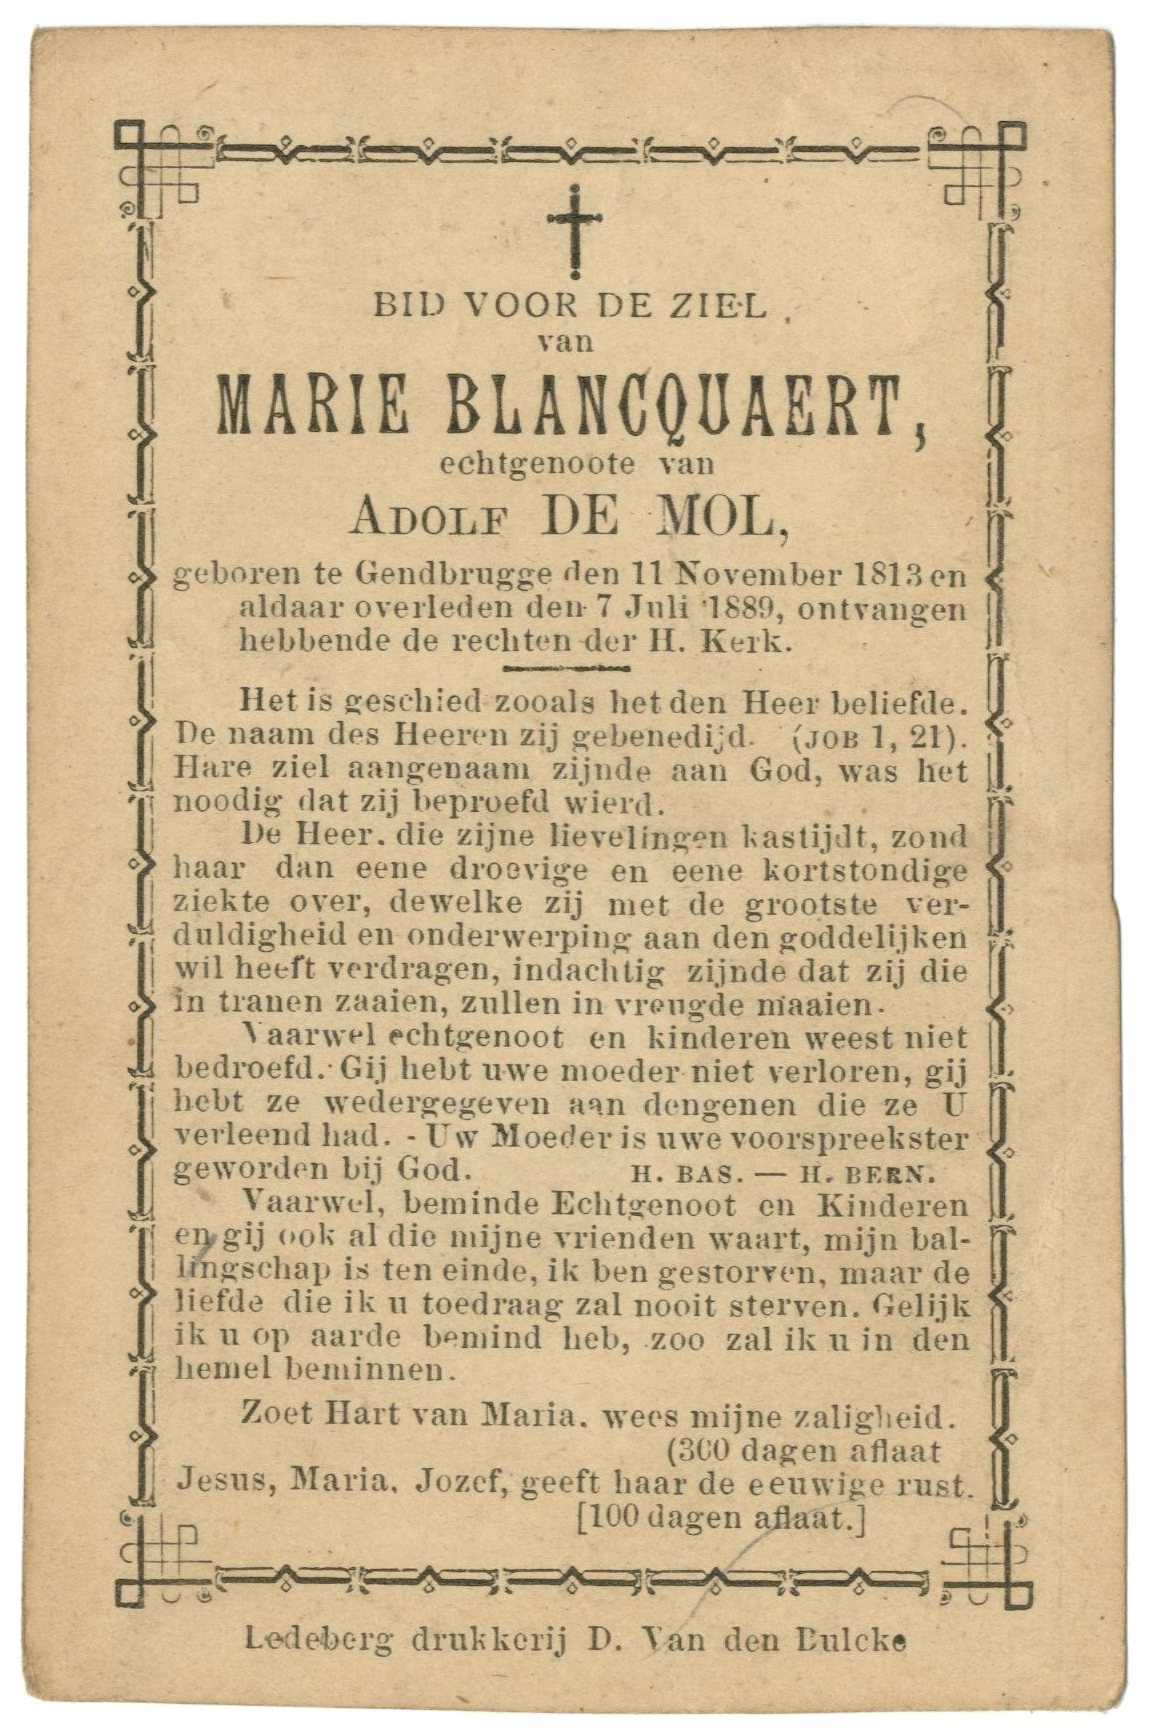 BID VOOR DE ZIEL
van
MARIE BLANCQUAERT,
echtgenoote van
ADOLF DE MOL,
geboren te Gendbrugge den 11 November 1813 en
aldaar overleden den 7 Juli 1889, ontvangen
hebbende de rechten der H. Kerk.
Het is geschied zooals het den Heer beliefde.
De naam des Heeren zij gebenedijd. (JOB 1, 21).
Hare ziel aangenaam zijnde aan God, was het
noodig dat zij beproefd wierd.
De Heer. die zijne lievelingen kastijdt, zond
haar dan eene droevige en eene kortstondige
ziekte over, dewelke zij met de grootste ver-
duldigheid en onderwerping aan den goddelijken
wil heeft verdragen, indachtig zijnde dat zij die
in tranen zaaien, zullen in vreugde maaien.
Vaarwel echtgenoot en kinderen weest niet
bedroefd. Gij hebt uwe moeder niet verloren, gij
hebt ze wedergegeven aan dengenen die ze U
verleend had. - Uw Moeder is uwe voorspreekster
geworden bij God. H. BAS. — H. BERN.
Vaarwel, beminde Echtgenoot en Kinderen
en gij ook al die mijne vrienden waart, mijn bal-
lingschap is ten einde, ik ben gestorven, maar de
liefde die ik u toedraag zal nooit sterven. Gelijk
ik u op aarde bemind heb, zoo zal ik u in den
hemel beminnen.
Zoet Hart van Maria. wees mijne zaligheid.
(300 dagen aflaat
Jesus, Maria. Jozef, geeft haar de eeuwige rust.
[100 dagen aflaat.]
Ledeberg drukkerij D. Van den Bulcke